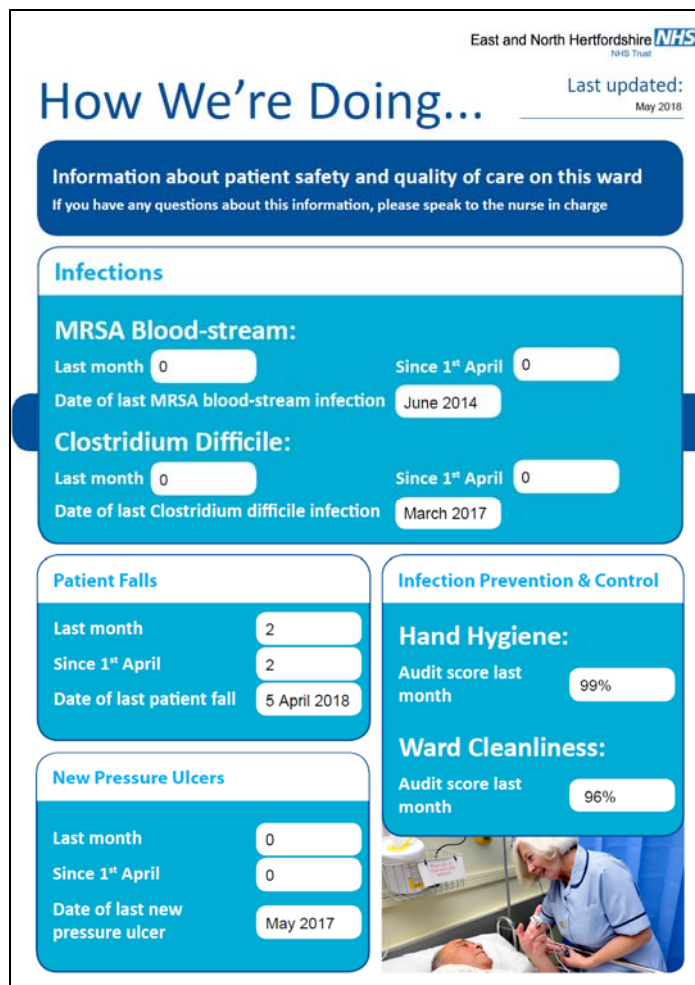 East and North Hertfordshire NHS
NHS Trust
How We're Doing...
Last updated:
May 2018
Information about patient safety and quality of care on this ward
If you have any questions about this information, please speak to the nurse in charge
Infections
MRSA Blood-stream:
Last month 0 Since 1st April 0
Date of last MRSA blood-stream infection June 2014
Clostridium Difficile:
Last month 0 Since 1st April 0
Date of last Clostridium difficile infection March 2017
Patient Falls
Last month 2
Since 1st April 2
Date of last patient fall 5 April 2018
Infection Prevention & Control
Hand Hygiene:
Audit score last
month
99%
Ward Cleanliness:
Audit score last
month
96%
New Pressure Ulcers
Last month 0
Since 1st April 0
Date of last new
pressure ulcer
May 2017